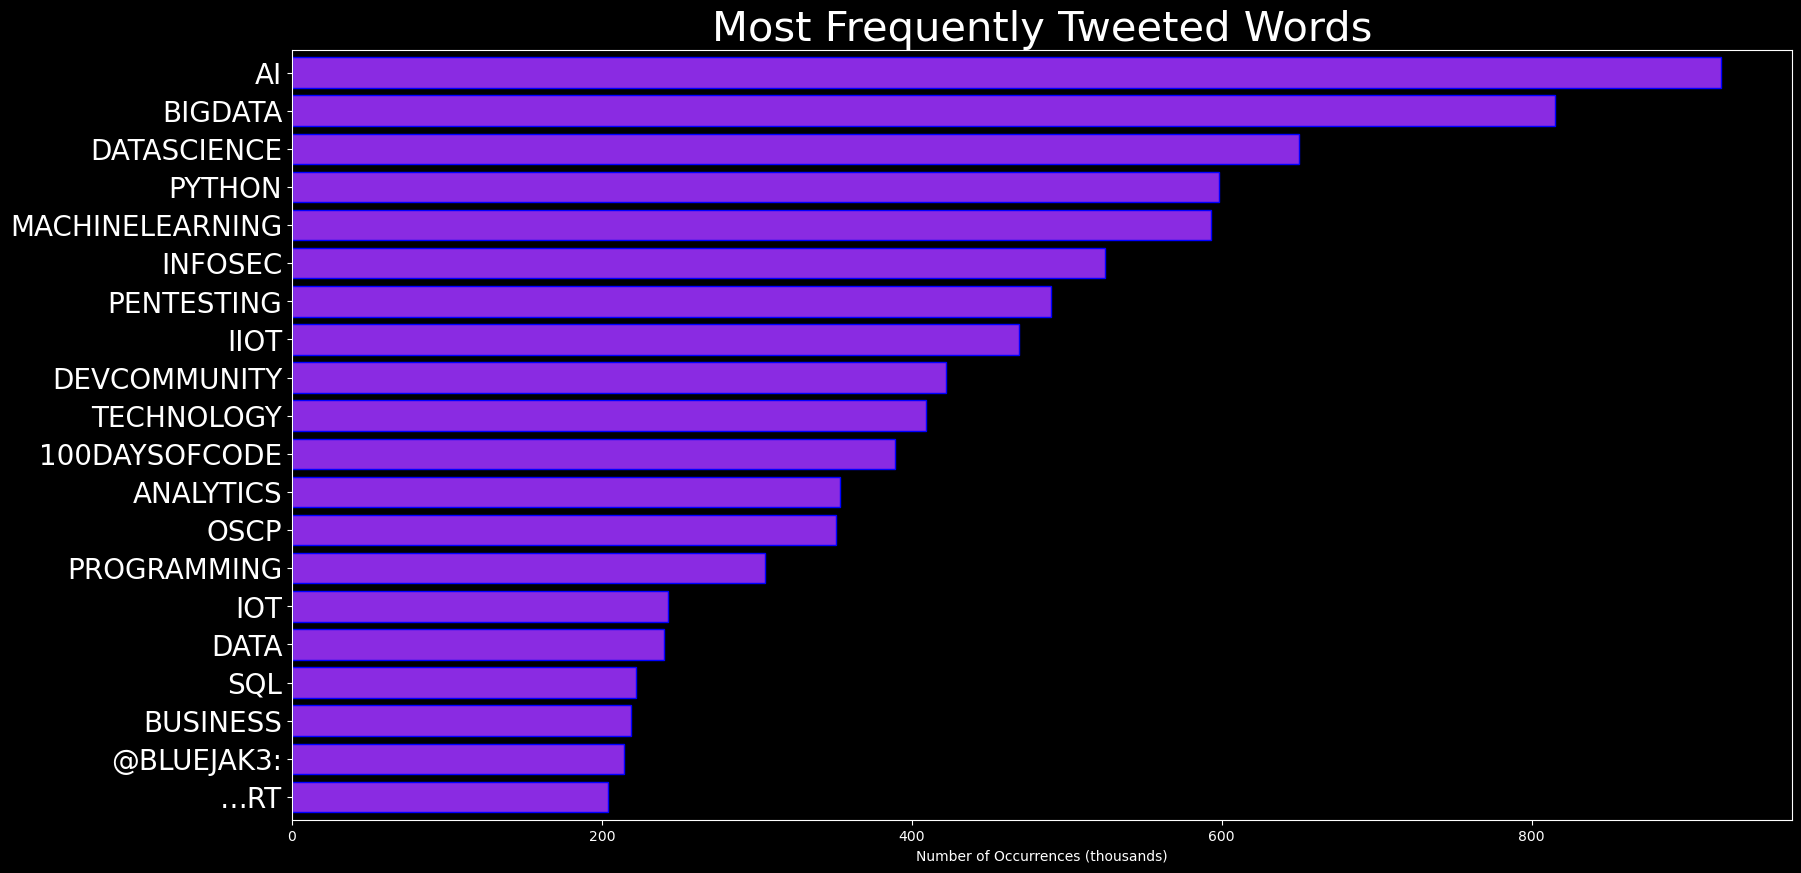 Most Frequently Tweeted Words
AI
BIGDATA
DATASCIENCE
PYTHON
MACHINELEARNING
INFOSEC
PENTESTING
IIOT
DEVCOMMUNITY
TECHNOLOGY
100DAYSOFCODE
ANALYTICS
OSCP
PROGRAMMING
IOT
DATA
SQL
BUSINESS
@BLUEJAK3:
…RT
0 200 400 600 800
Number of Occurrences (thousands)